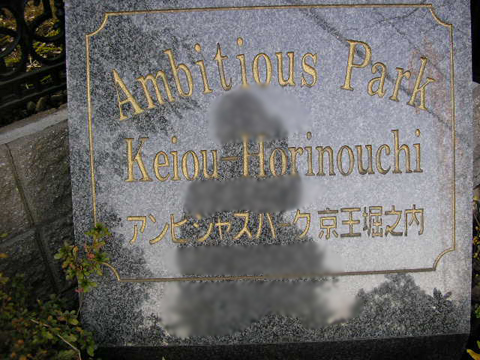 Ambitious Park
Keiou-Horinouchi
アンビシャスパーク京王堀之内